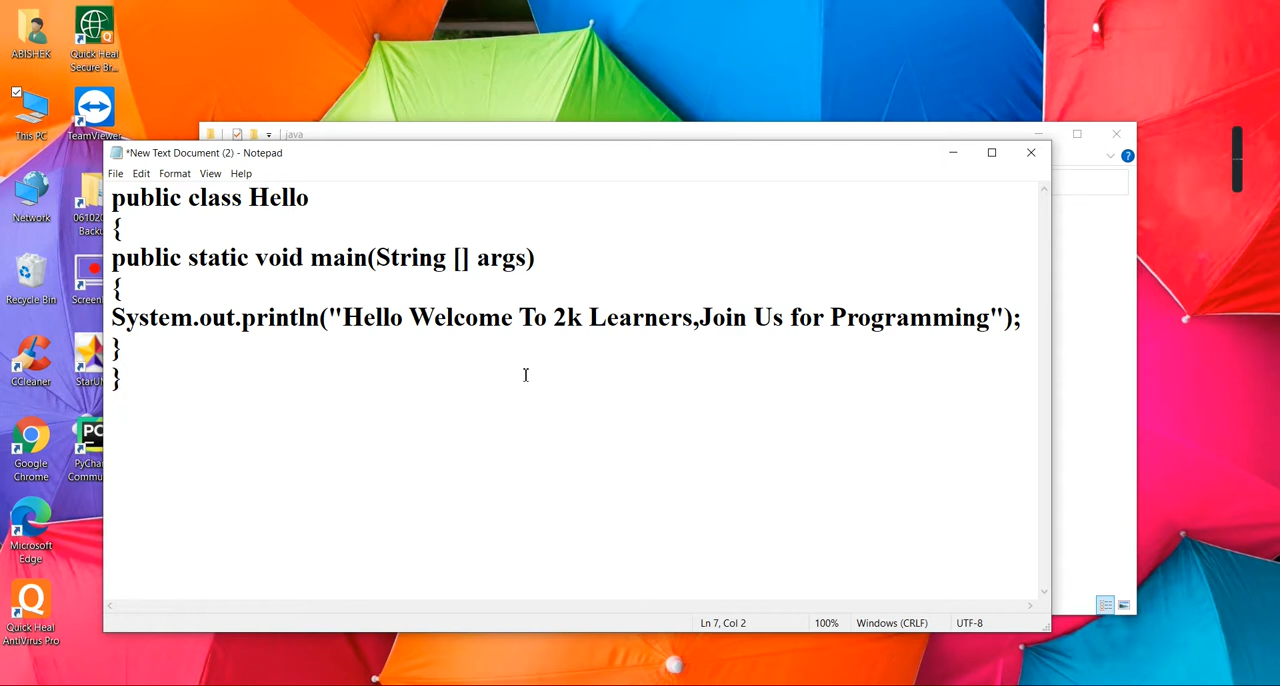 ABISHEK
Quick Heal
Secure Br...
This PC
TeamViewer
java
*New Text Document (2) - Notepad
File Edit Format View Help
public class Hello
{
public static void main(String [] args)
{
System.out.println("Hello Welcome To 2k Learners,Join Us for Programming");
}
}
Network
Recycle Bin
CCleaner
PC
Google
Chrome
Microsoft
Edge
Quick Heal
AntiVirus Pro
Ln 7, Col 2
100%
Windows (CRLF)
UTF-8